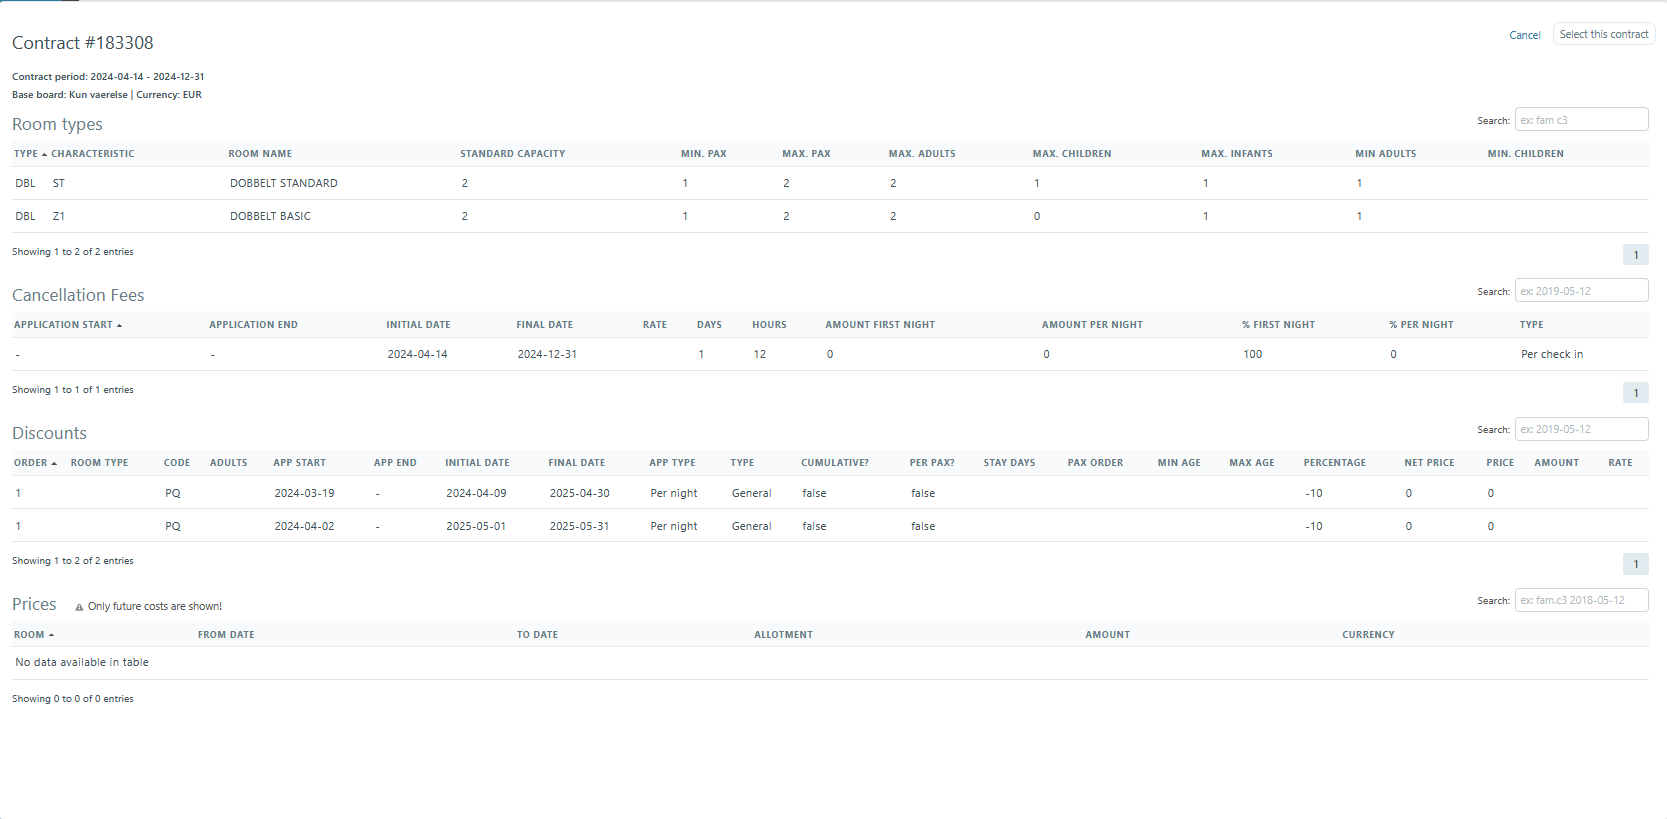 Contract #183308
Cancel Select this contract
Contract period: 2024-04-14 - 2024-12-31
Base board: Kun vaerelse | Currency: EUR
Room types
Search: ex: fam c3
TYPE CHARACTERISTIC ROOM NAME STANDARD CAPACITY MIN. PAX MAX. PAX MAX. ADULTS MAX. CHILDREN MAX. INFANTS MIN ADULTS MIN. CHILDREN
DBL ST DOBBELT STANDARD 2 1 2 2 1 1 1
DBL Z1 DOBBELT BASIC 2 1 2 2 0 1 1
Showing 1 to 2 of 2 entries
1
Cancellation Fees
Search: ex: 2019-05-12
APPLICATION START APPLICATION END INITIAL DATE FINAL DATE RATE DAYS HOURS AMOUNT FIRST NIGHT AMOUNT PER NIGHT % FIRST NIGHT % PER NIGHT TYPE
- - 2024-04-14 2024-12-31 1 12 0 0 100 0 Per check in
Showing 1 to 1 of 1 entries
1
Discounts
Search: ex: 2019-05-12
ORDER ROOM TYPE CODE ADULTS APP START APP END INITIAL DATE FINAL DATE APP TYPE TYPE CUMULATIVE? PER PAX? STAY DAYS PAX ORDER MIN AGE MAX AGE PERCENTAGE NET PRICE PRICE AMOUNT RATE
1 PQ 2024-03-19 - 2024-04-09 2025-04-30 Per night General false false -10 0 0
1 PQ 2024-04-02 - 2025-05-01 2025-05-31 Per night General false false -10 0 0
Showing 1 to 2 of 2 entries
1
Prices Only future costs are shown!
Search: ex: fam.c3 2018-05-12
ROOM FROM DATE TO DATE ALLOTMENT AMOUNT CURRENCY
No data available in table
Showing 0 to 0 of 0 entries